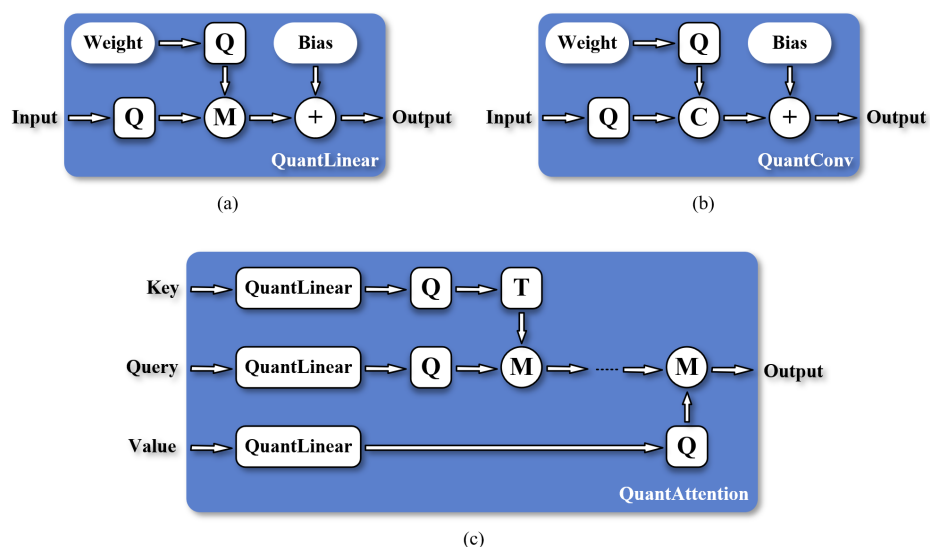 Weight Q Bias
Input Q M + Output
QuantLinear
(a)
Weight Q Bias
Input Q C + Output
QuantConv
(b)
Key QuantLinear Q T
Query QuantLinear Q M ...... M Output
Value QuantLinear Q
QuantAttention
(c)